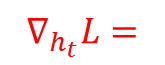 ∇_{h_t} L =